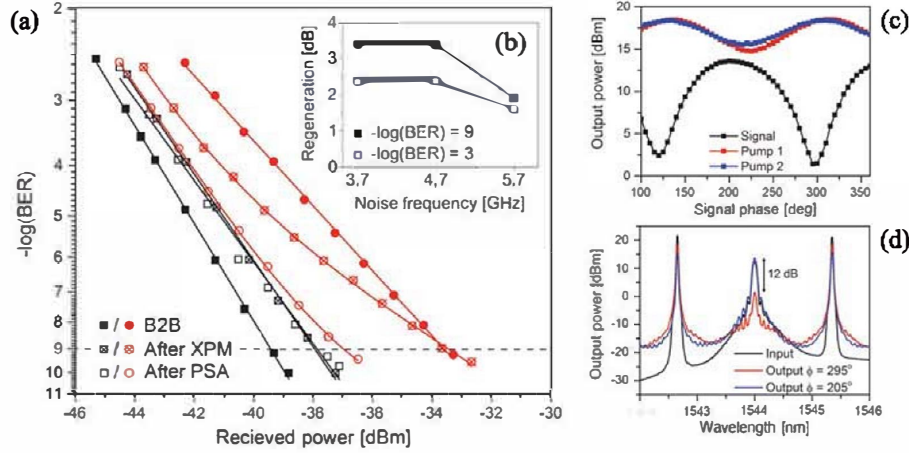 (a)
-log(BER)
2
3
4
5
6
7
8
9
10
11
■ / ● B2B
⊠ / ⊗ After XPM
□ / ○ After PSA
-46 -44 -42 -40 -38 -36 -34 -32 -30
Recieved power [dBm]
(b)
Regeneration [dB]
4
3
2
1
0
■ -log(BER) = 9
□ -log(BER) = 3
3,7 4,7 5,7
Noise frequency [GHz]
(c)
Output power [dBm]
20
15
10
5
0
Signal
Pump 1
Pump 2
100 150 200 250 300 350
Signal phase [deg]
(d)
Output power [dBm]
20
10
0
-10
-20
-30
12 dB
Input
Output ϕ = 295°
Output ϕ = 205°
1543 1544 1545 1546
Wavelength [nm]